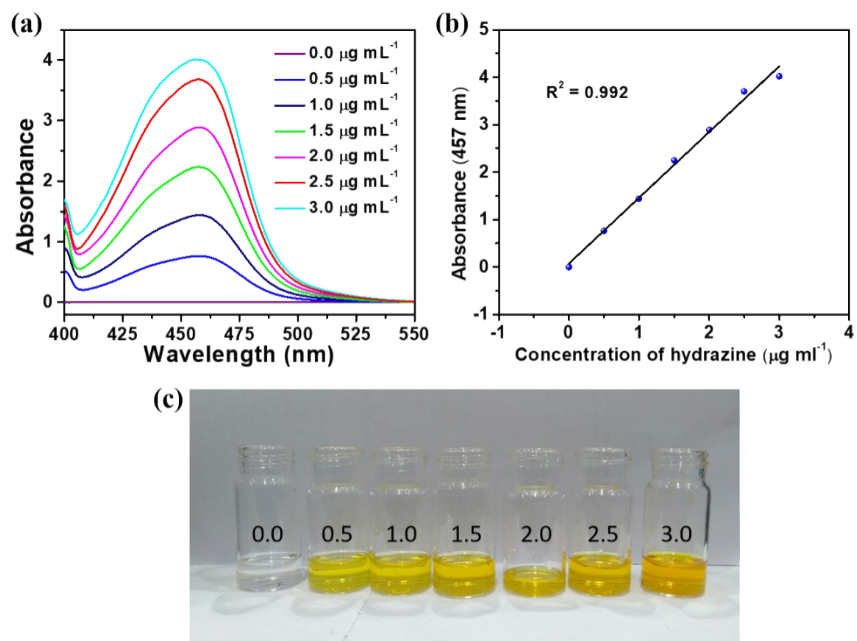 (a)
Absorbance
4
3
2
1
0
400 425 450 475 500 525 550
Wavelength (nm)
0.0 µg mL⁻¹
0.5 µg mL⁻¹
1.0 µg mL⁻¹
1.5 µg mL⁻¹
2.0 µg mL⁻¹
2.5 µg mL⁻¹
3.0 µg mL⁻¹
(b)
Absorbance (457 nm)
5
4
3
2
1
0
-1
-1 0 1 2 3 4
Concentration of hydrazine (µg ml⁻¹)
R² = 0.992
(c)
0.0 0.5 1.0 1.5 2.0 2.5 3.0